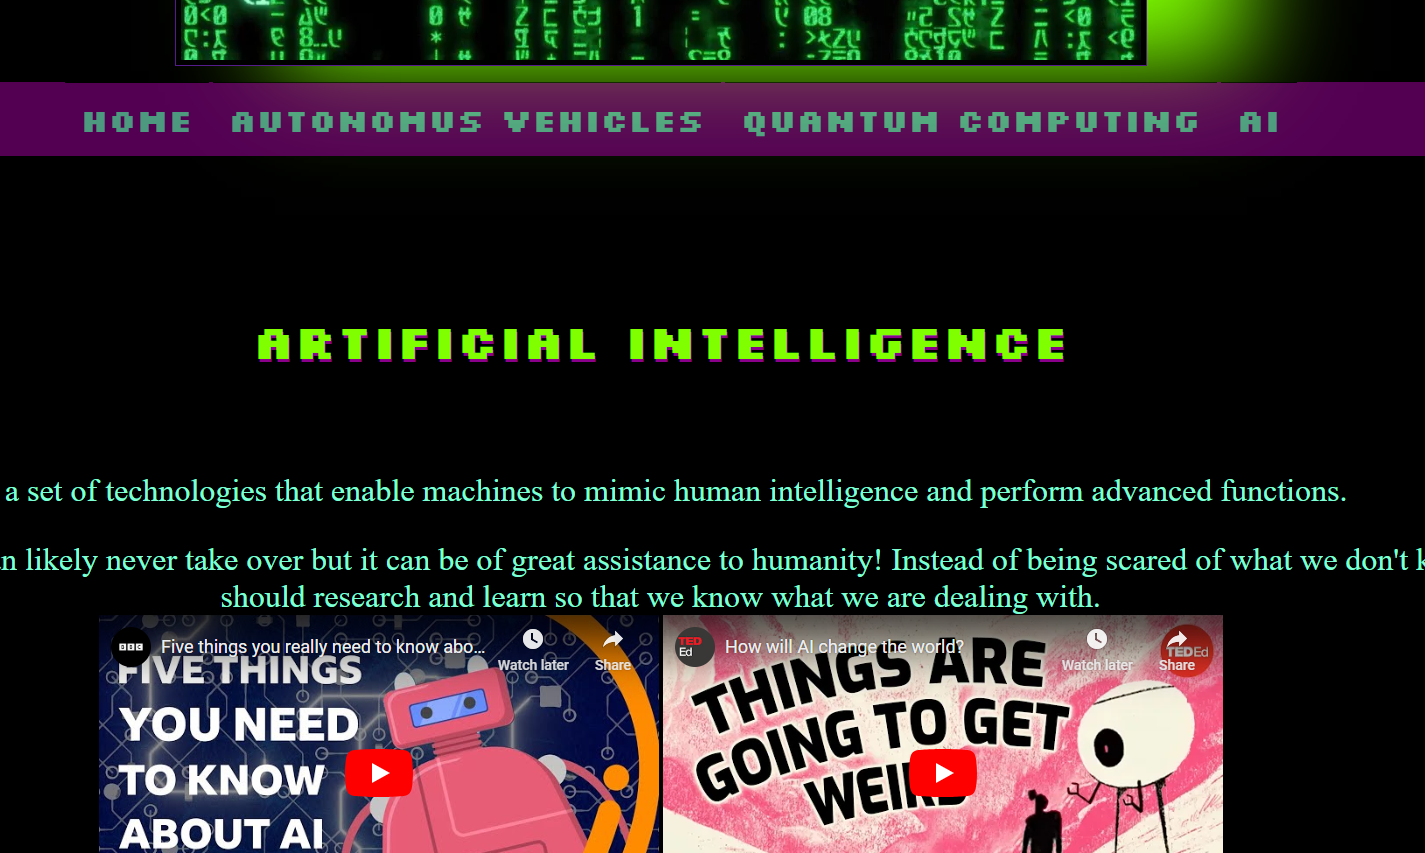 HOME AUTONOMUS VEHICLES QUANTUM COMPUTING AI
ARTIFICIAL INTELLIGENCE
a set of technologies that enable machines to mimic human intelligence and perform advanced functions.
n likely never take over but it can be of great assistance to humanity! Instead of being scared of what we don't k
should research and learn so that we know what we are dealing with.
BBC Five things you really need to know abo... Watch later Share
FIVE THINGS
YOU NEED
TO KNOW
ABOUT AI
TED Ed How will AI change the world? Watch later Share
TEDEd
THINGS ARE
GOING TO GET
WEIRD